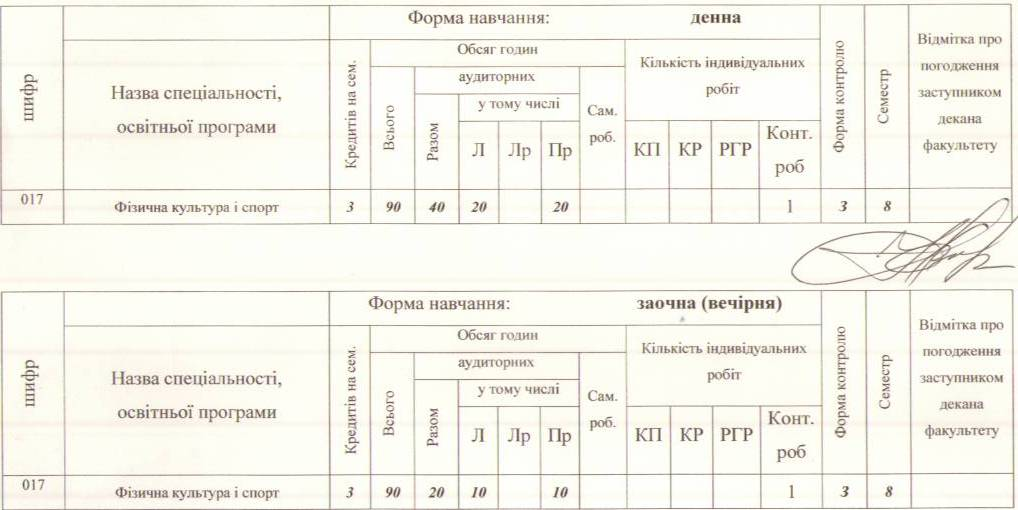 Форма навчання: денна
шифр
Назва спеціальності,
освітньої програми
Кредитів на сем.
Обсяг годин
Всього
аудиторних
Разом
у тому числі
Л Лр Пр
Сам.
роб.
Кількість індивідуальних
робіт
КП КР РГР Конт.
роб
Форма контролю
Семестр
Відмітка про
погодження
заступником
декана
факультету
017 Фізична культура і спорт 3 90 40 20 20 1 З 8
Форма навчання: заочна (вечірня)
шифр
Назва спеціальності,
освітньої програми
Кредитів на сем.
Обсяг годин
Всього
аудиторних
Разом
у тому числі
Л Лр Пр
Сам.
роб.
Кількість індивідуальних
робіт
КП КР РГР Конт.
роб
Форма контролю
Семестр
Відмітка про
погодження
заступником
декана
факультету
017 Фізична культура і спорт 3 90 20 10 10 1 З 8